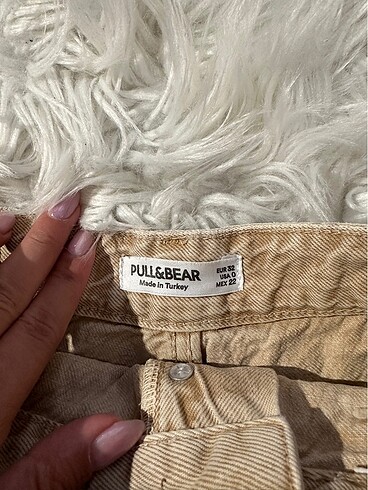 PULL&BEAR
Made in Turkey
EUR 32
USA 0
MEX 22